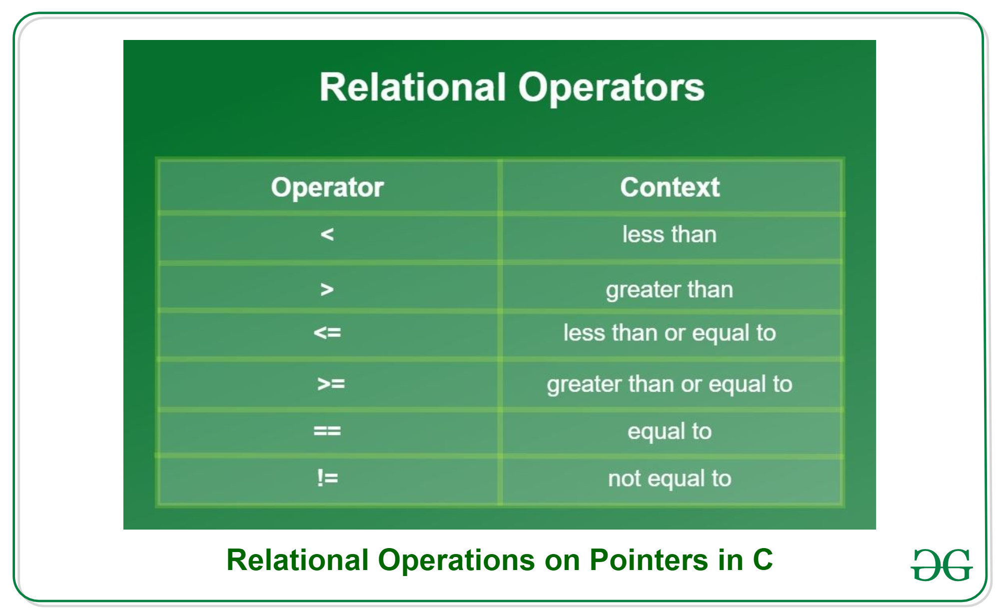 Relational Operators
Operator Context
< less than
> greater than
<= less than or equal to
>= greater than or equal to
== equal to
!= not equal to
Relational Operations on Pointers in C